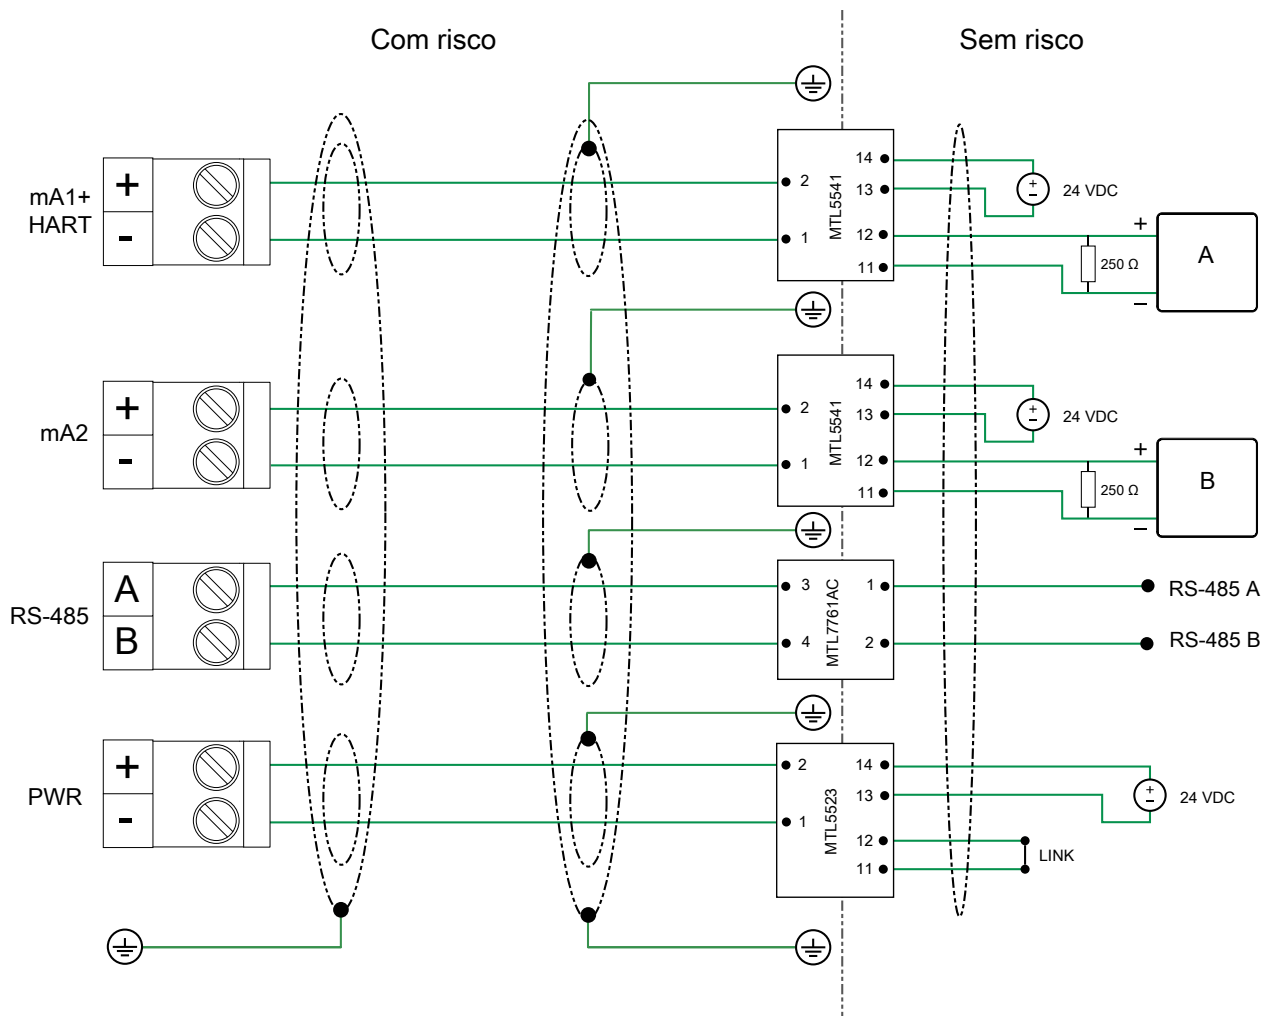 Com risco
Sem risco
mA1+
HART
+
-
2
1
MTL5541
14
13
12
11
+
-
24 VDC
250 Ω
+
–
A
mA2
+
-
2
1
MTL5541
14
13
12
11
+
-
24 VDC
250 Ω
+
–
B
RS-485
A
B
3
4
MTL7761AC
1
2
RS-485 A
RS-485 B
PWR
+
-
2
1
MTL5523
14
13
12
11
+
-
24 VDC
LINK